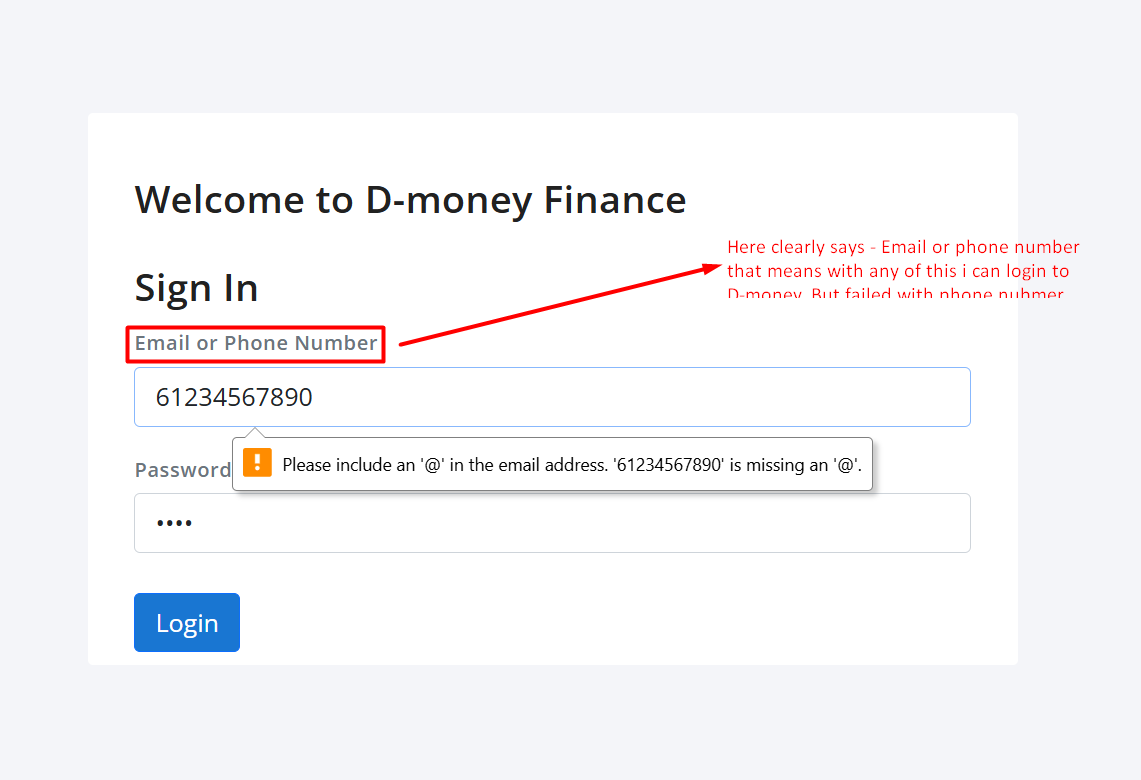 Welcome to D-money Finance
Here clearly says - Email or phone number
that means with any of this i can login to
D-money. But failed with phone nubmer
Sign In
Email or Phone Number
61234567890
Please include an '@' in the email address. '61234567890' is missing an '@'.
Password
••••
Login